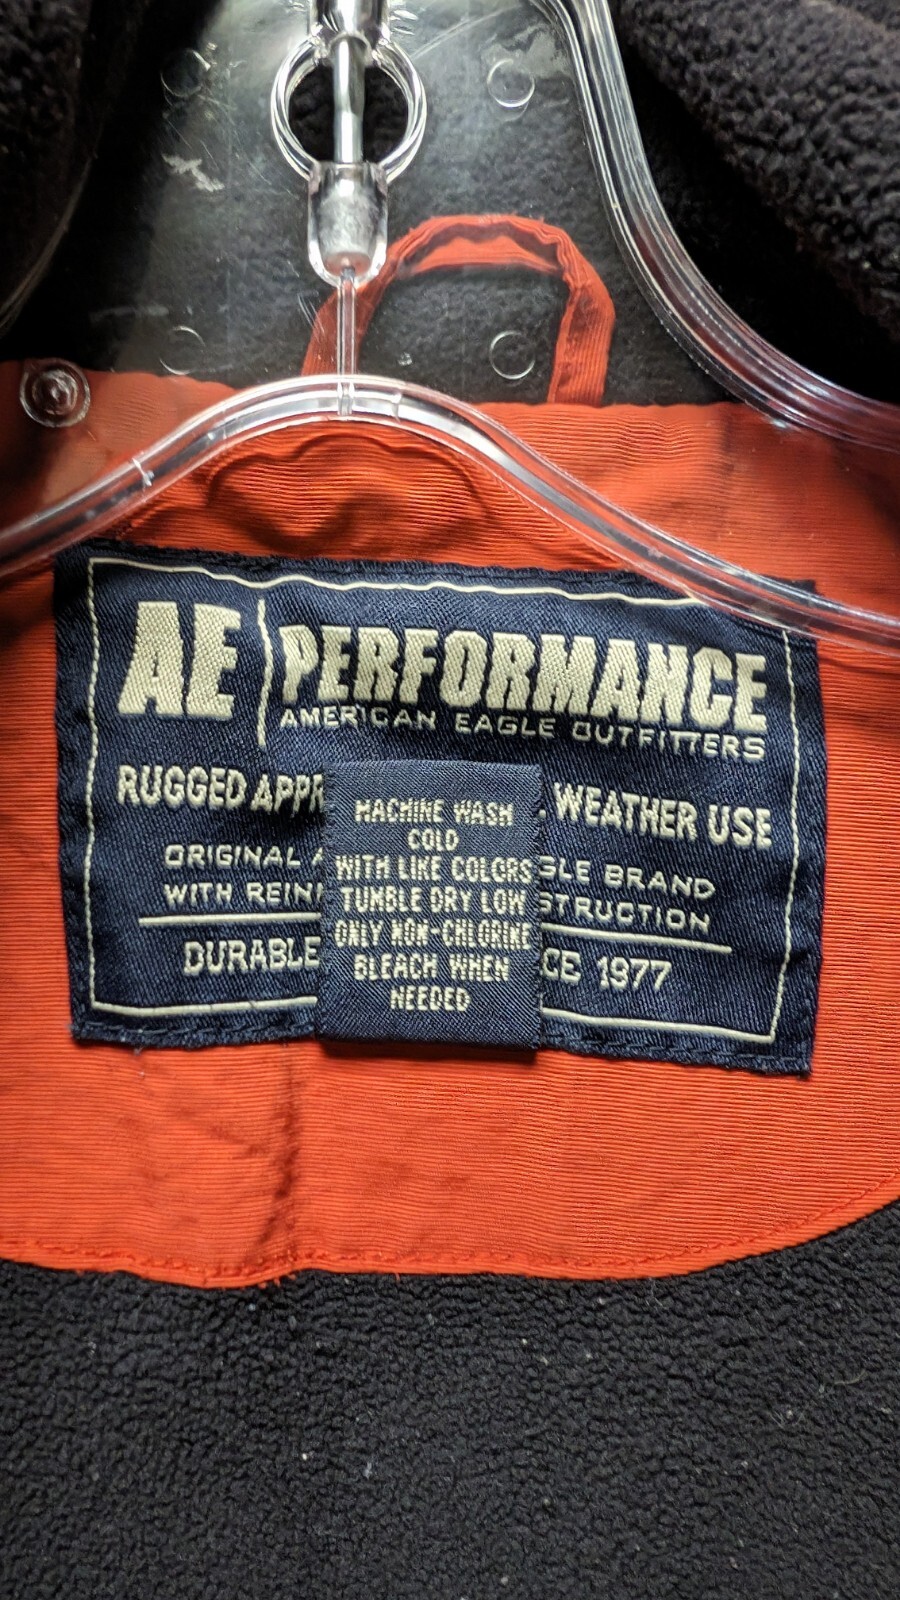 AE PERFORMANCE
AMERICAN EAGLE OUTFITTERS
RUGGED APPR WEATHER USE
ORIGINAL GLE BRAND
WITH REIN STRUCTION
DURABLE CE 1977
MACHINE WASH
COLD
WITH LIKE COLORS
TUMBLE DRY LOW
ONLY NON-CHLORINE
BLEACH WHEN
NEEDED